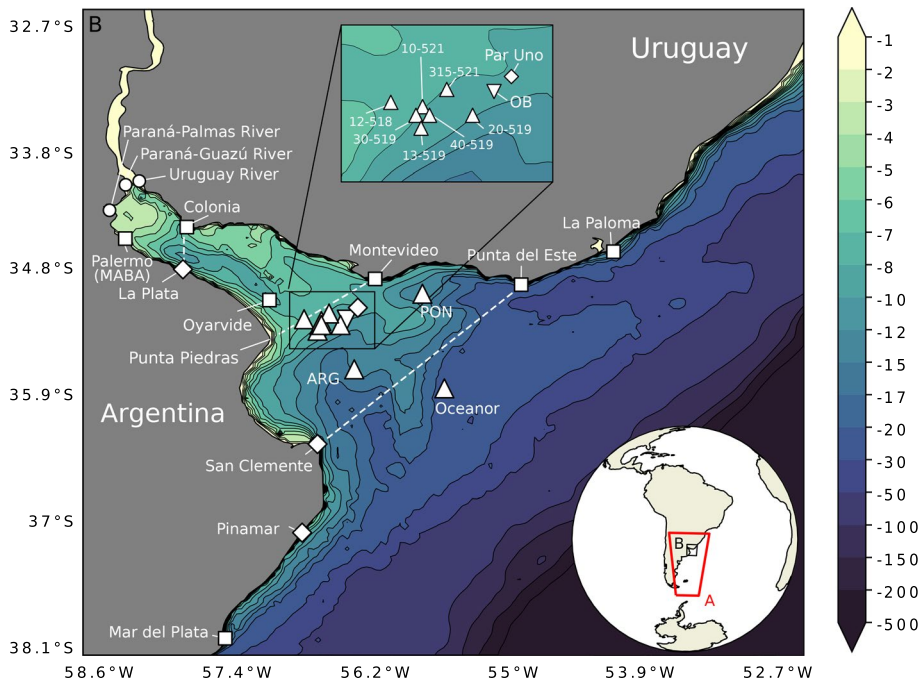 B
32.7°S
33.8°S
34.8°S
35.9°S
37°S
38.1°S
58.6°W
57.4°W
56.2°W
55°W
53.9°W
52.7°W
Uruguay
10-521
315-521
Par Uno
12-518
30-519
13-519
40-519
20-519
OB
Paraná-Palmas River
Paraná-Guazú River
Uruguay River
Colonia
Palermo
(MABA)
La Plata
Montevideo
Punta del Este
La Paloma
Oyarvide
PON
Punta Piedras
ARG
Oceanor
Argentina
San Clemente
Pinamar
Mar del Plata
B
A
-1
-2
-3
-4
-5
-6
-7
-8
-10
-12
-15
-17
-20
-30
-50
-100
-150
-200
-500